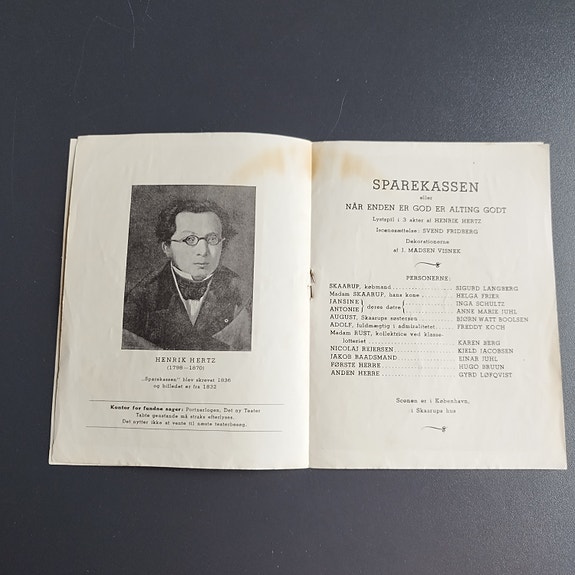 HENRIK HERTZ
(1798—1870)
„Sparekassen" blev skrevet 1836
og billedet er fra 1832
Kontor for fundne sager: Portnerlogen, Det ny Teater
Tabte genstande må straks efterlyses.
Det nytter ikke at vente til næste teaterbesøg.
SPAREKASSEN
eller
NÅR ENDEN ER GOD ER ALTING GODT
Lystspil i 3 akter af HENRIK HERTZ
Iscenesættelse: SVEND FRIDBERG
Dekorationerne
af I. MADSEN VISNEK
PERSONERNE:
SKAARUP, købmand SIGURD LANGBERG
Madam SKAARUP, hans kone HELGA FRIER
JANSINE } deres døtre { INGA SCHULTZ
ANTONIE } ANNE MARIE JUHL
AUGUST, Skaarups søstersøn BJØRN WATT BOOLSEN
ADOLF, fuldmægtig i admiralitetet FREDDY KOCH
Madam RUST, kollektrice ved klasse-
lotteriet KAREN BERG
NICOLAI REIERSEN KJELD JACOBSEN
JAKOB BAADSMAND EINAR JUHL
FØRSTE HERRE HUGO BRUUN
ANDEN HERRE GYRD LØFQVIST
Scenen er i København,
i Skaarups hus